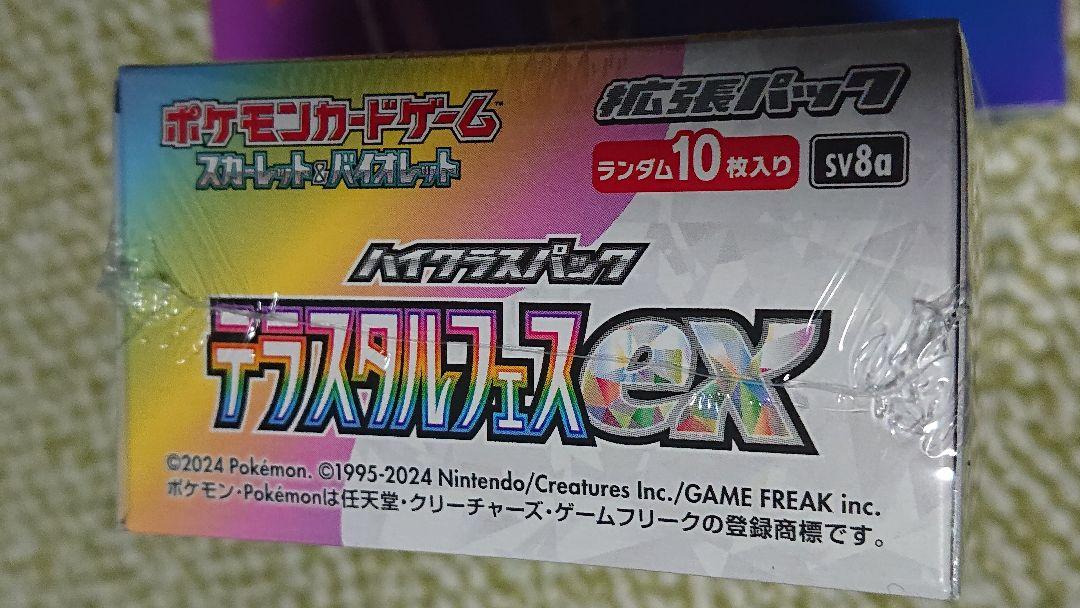 ポケモンカードゲーム™
スカーレット&バイオレット
拡張パック
ランダム10枚入り
sv8a
ハイクラスパック
テラスタルフェスex
©2024 Pokémon. ©1995-2024 Nintendo/Creatures Inc./GAME FREAK inc.
ポケモン・Pokémonは任天堂・クリーチャーズ・ゲームフリークの登録商標です。